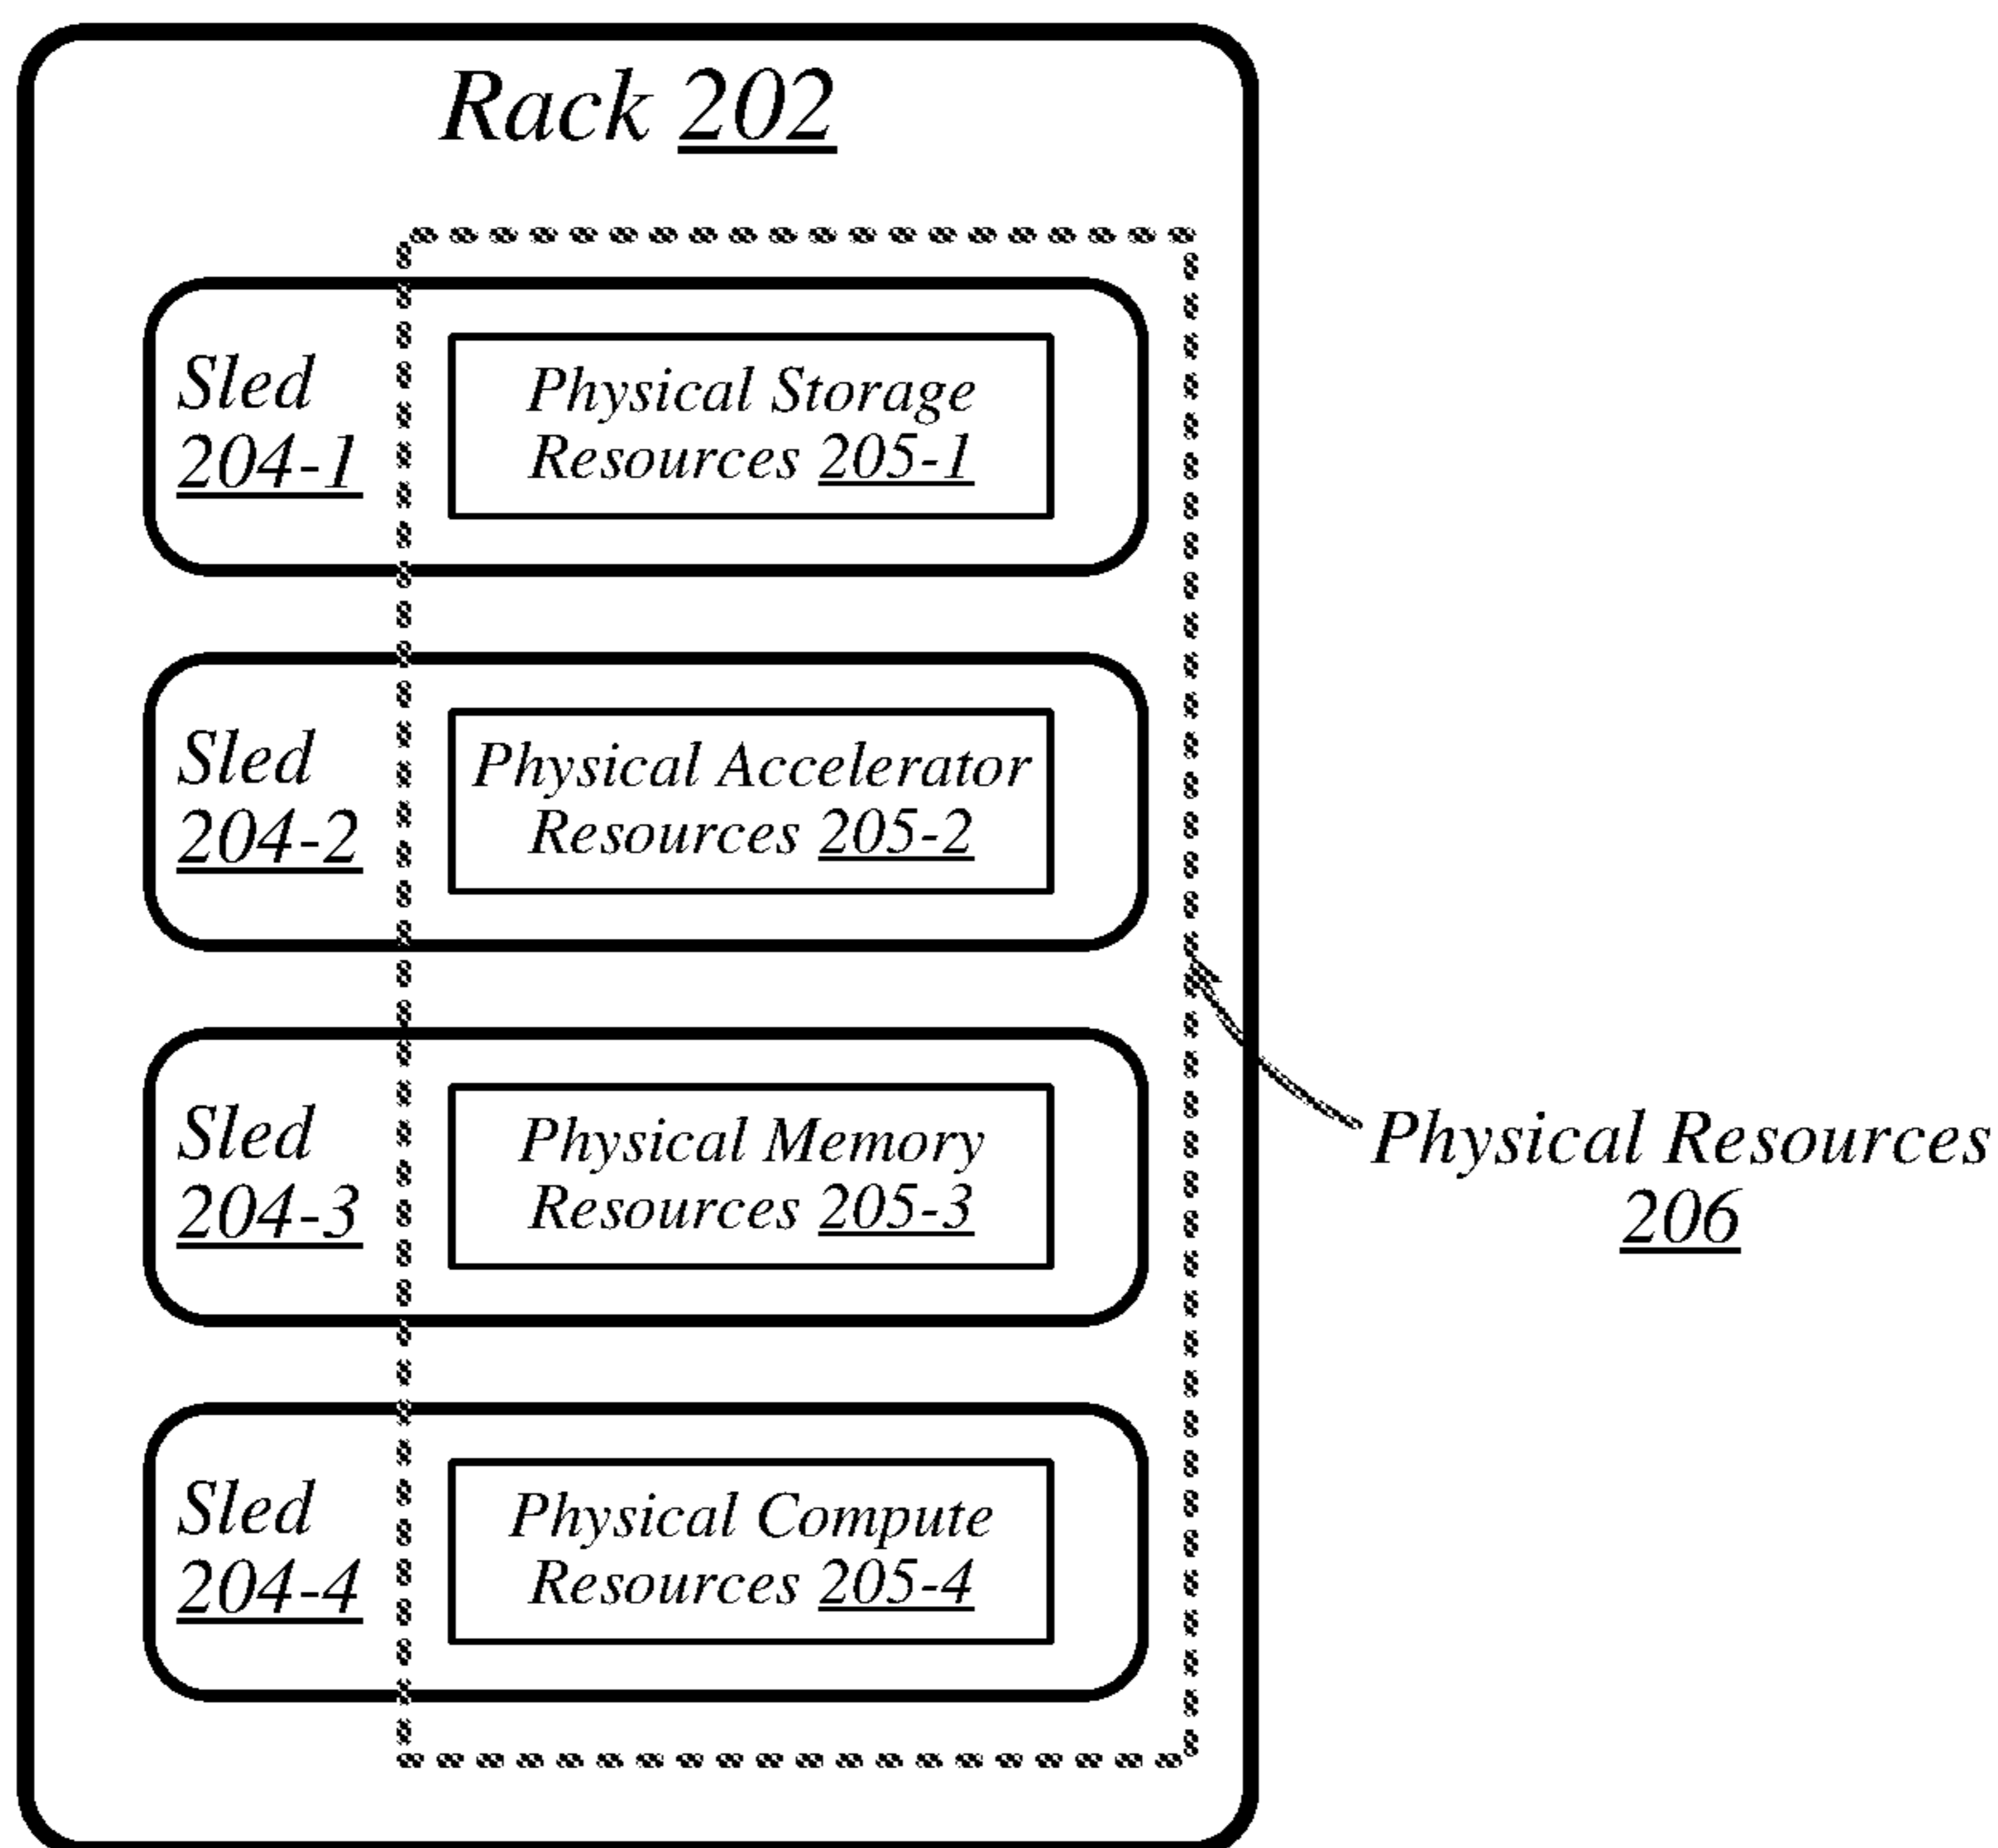 Rack 202
Sled
204-1
Physical Storage
Resources 205-1
Sled
204-2
Physical Accelerator
Resources 205-2
Sled
204-3
Physical Memory
Resources 205-3
Sled
204-4
Physical Compute
Resources 205-4
Physical Resources
206